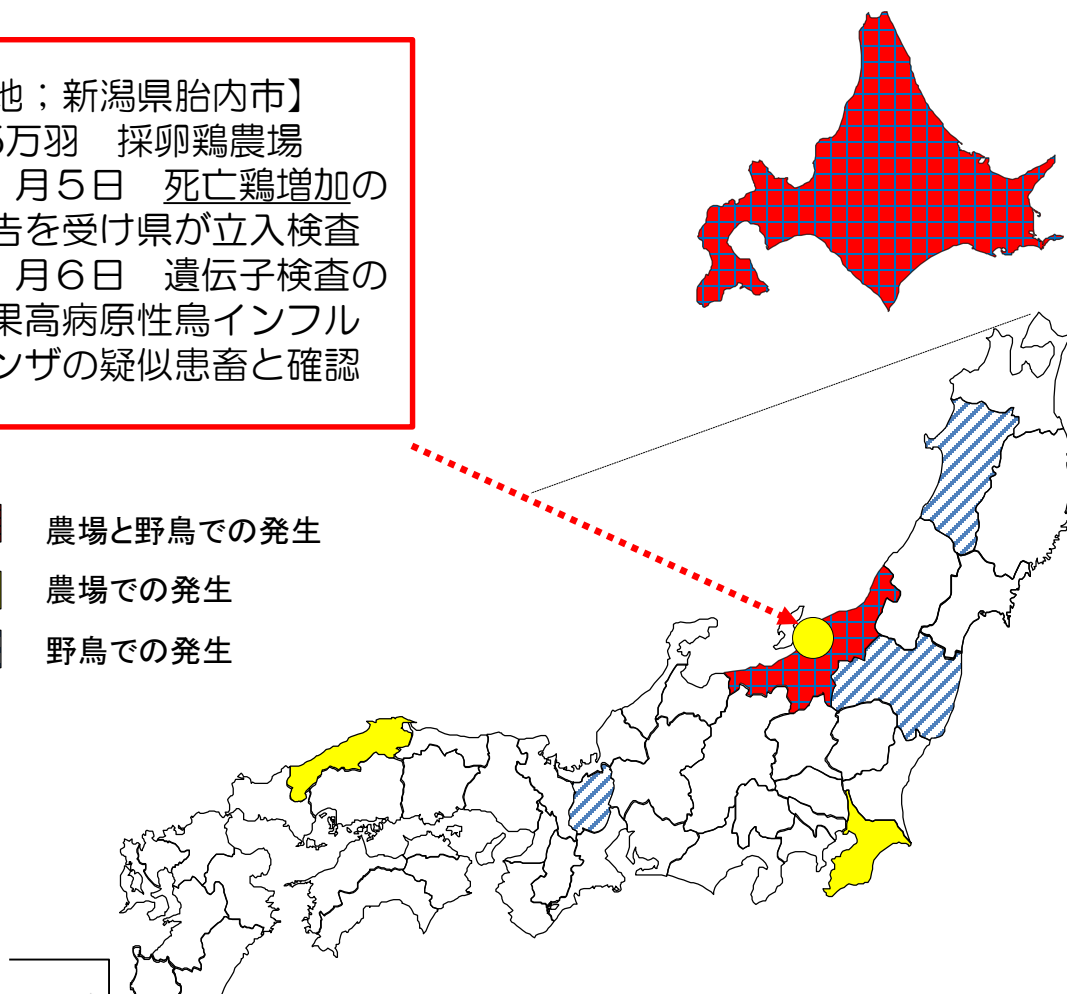 地；新潟県胎内市】
5万羽　採卵鶏農場
月５日　死亡鶏増加の
告を受け県が立入検査
月６日　遺伝子検査の
果高病原性鳥インフル
ンザの疑似患畜と確認
農場と野鳥での発生
農場での発生
野鳥での発生